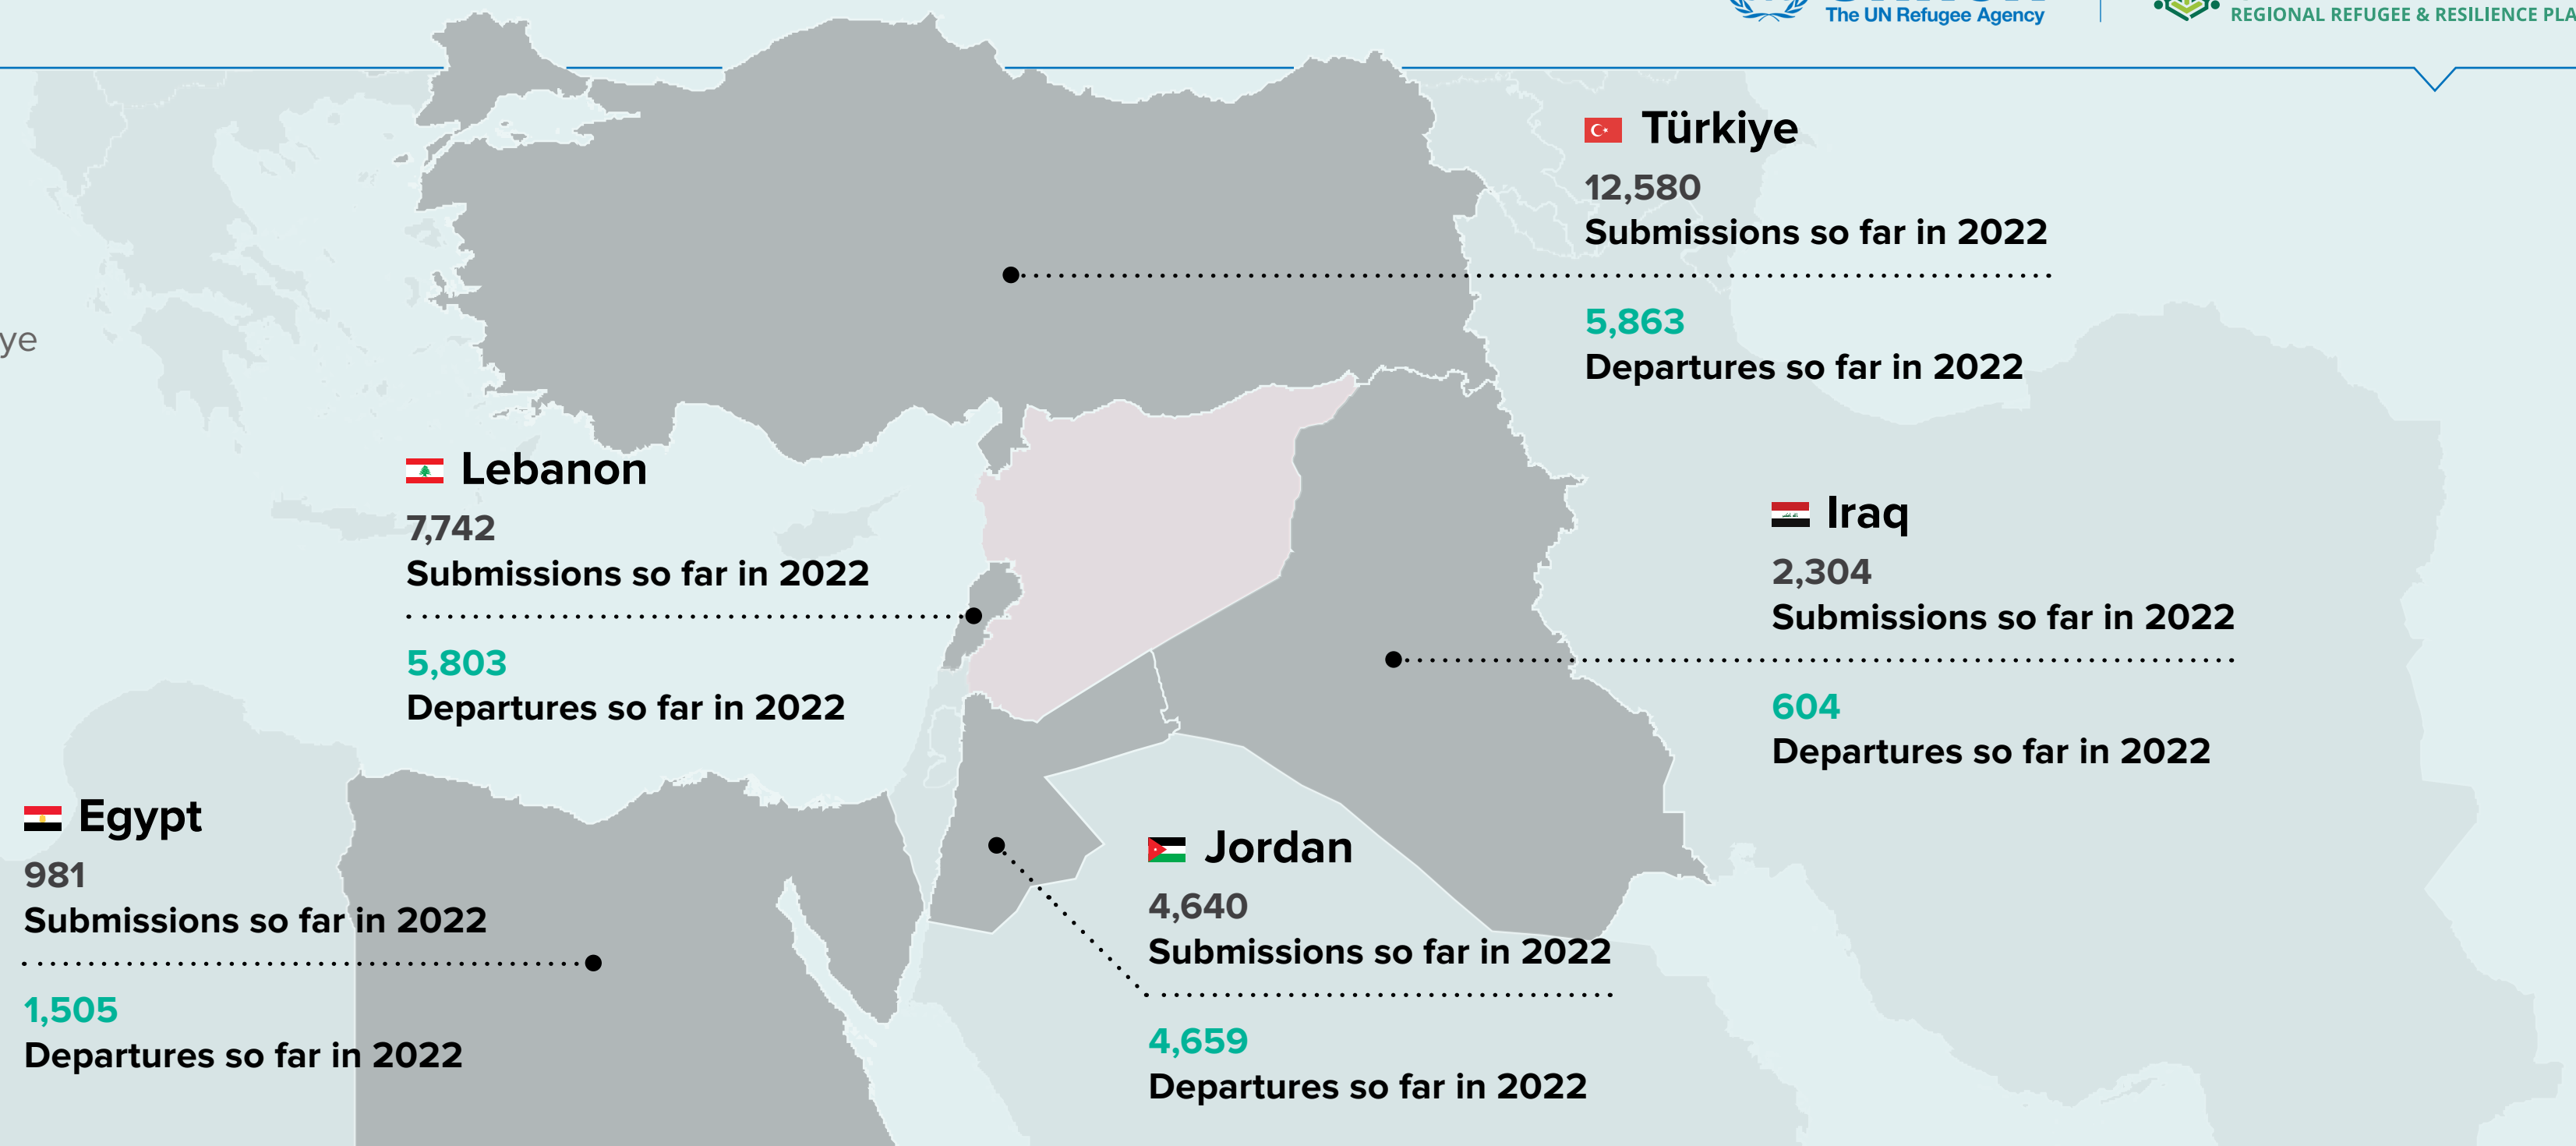 The UN Refugee Agency
REGIONAL REFUGEE & RESILIENCE PLA
Türkiye
12,580
Submissions so far in 2022
5,863
Departures so far in 2022
ye
Lebanon
7,742
Submissions so far in 2022
5,803
Departures so far in 2022
Iraq
2,304
Submissions so far in 2022
604
Departures so far in 2022
Egypt
981
Submissions so far in 2022
1,505
Departures so far in 2022
Jordan
4,640
Submissions so far in 2022
4,659
Departures so far in 2022